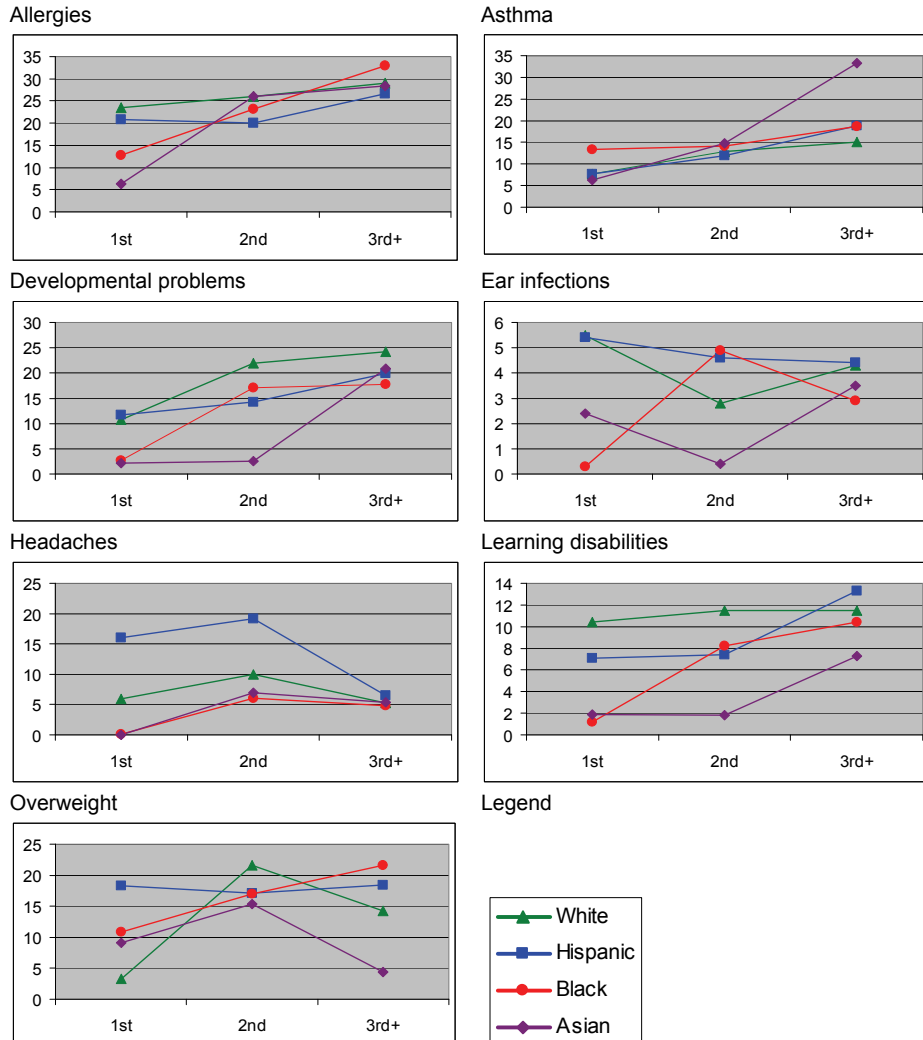 Allergies
35
30
25
20
15
10
5
0
1st 2nd 3rd+
Asthma
35
30
25
20
15
10
5
0
1st 2nd 3rd+
Developmental problems
30
25
20
15
10
5
0
1st 2nd 3rd+
Ear infections
6
5
4
3
2
1
0
1st 2nd 3rd+
Headaches
25
20
15
10
5
0
1st 2nd 3rd+
Learning disabilities
14
12
10
8
6
4
2
0
1st 2nd 3rd+
Overweight
25
20
15
10
5
0
1st 2nd 3rd+
Legend
White
Hispanic
Black
Asian